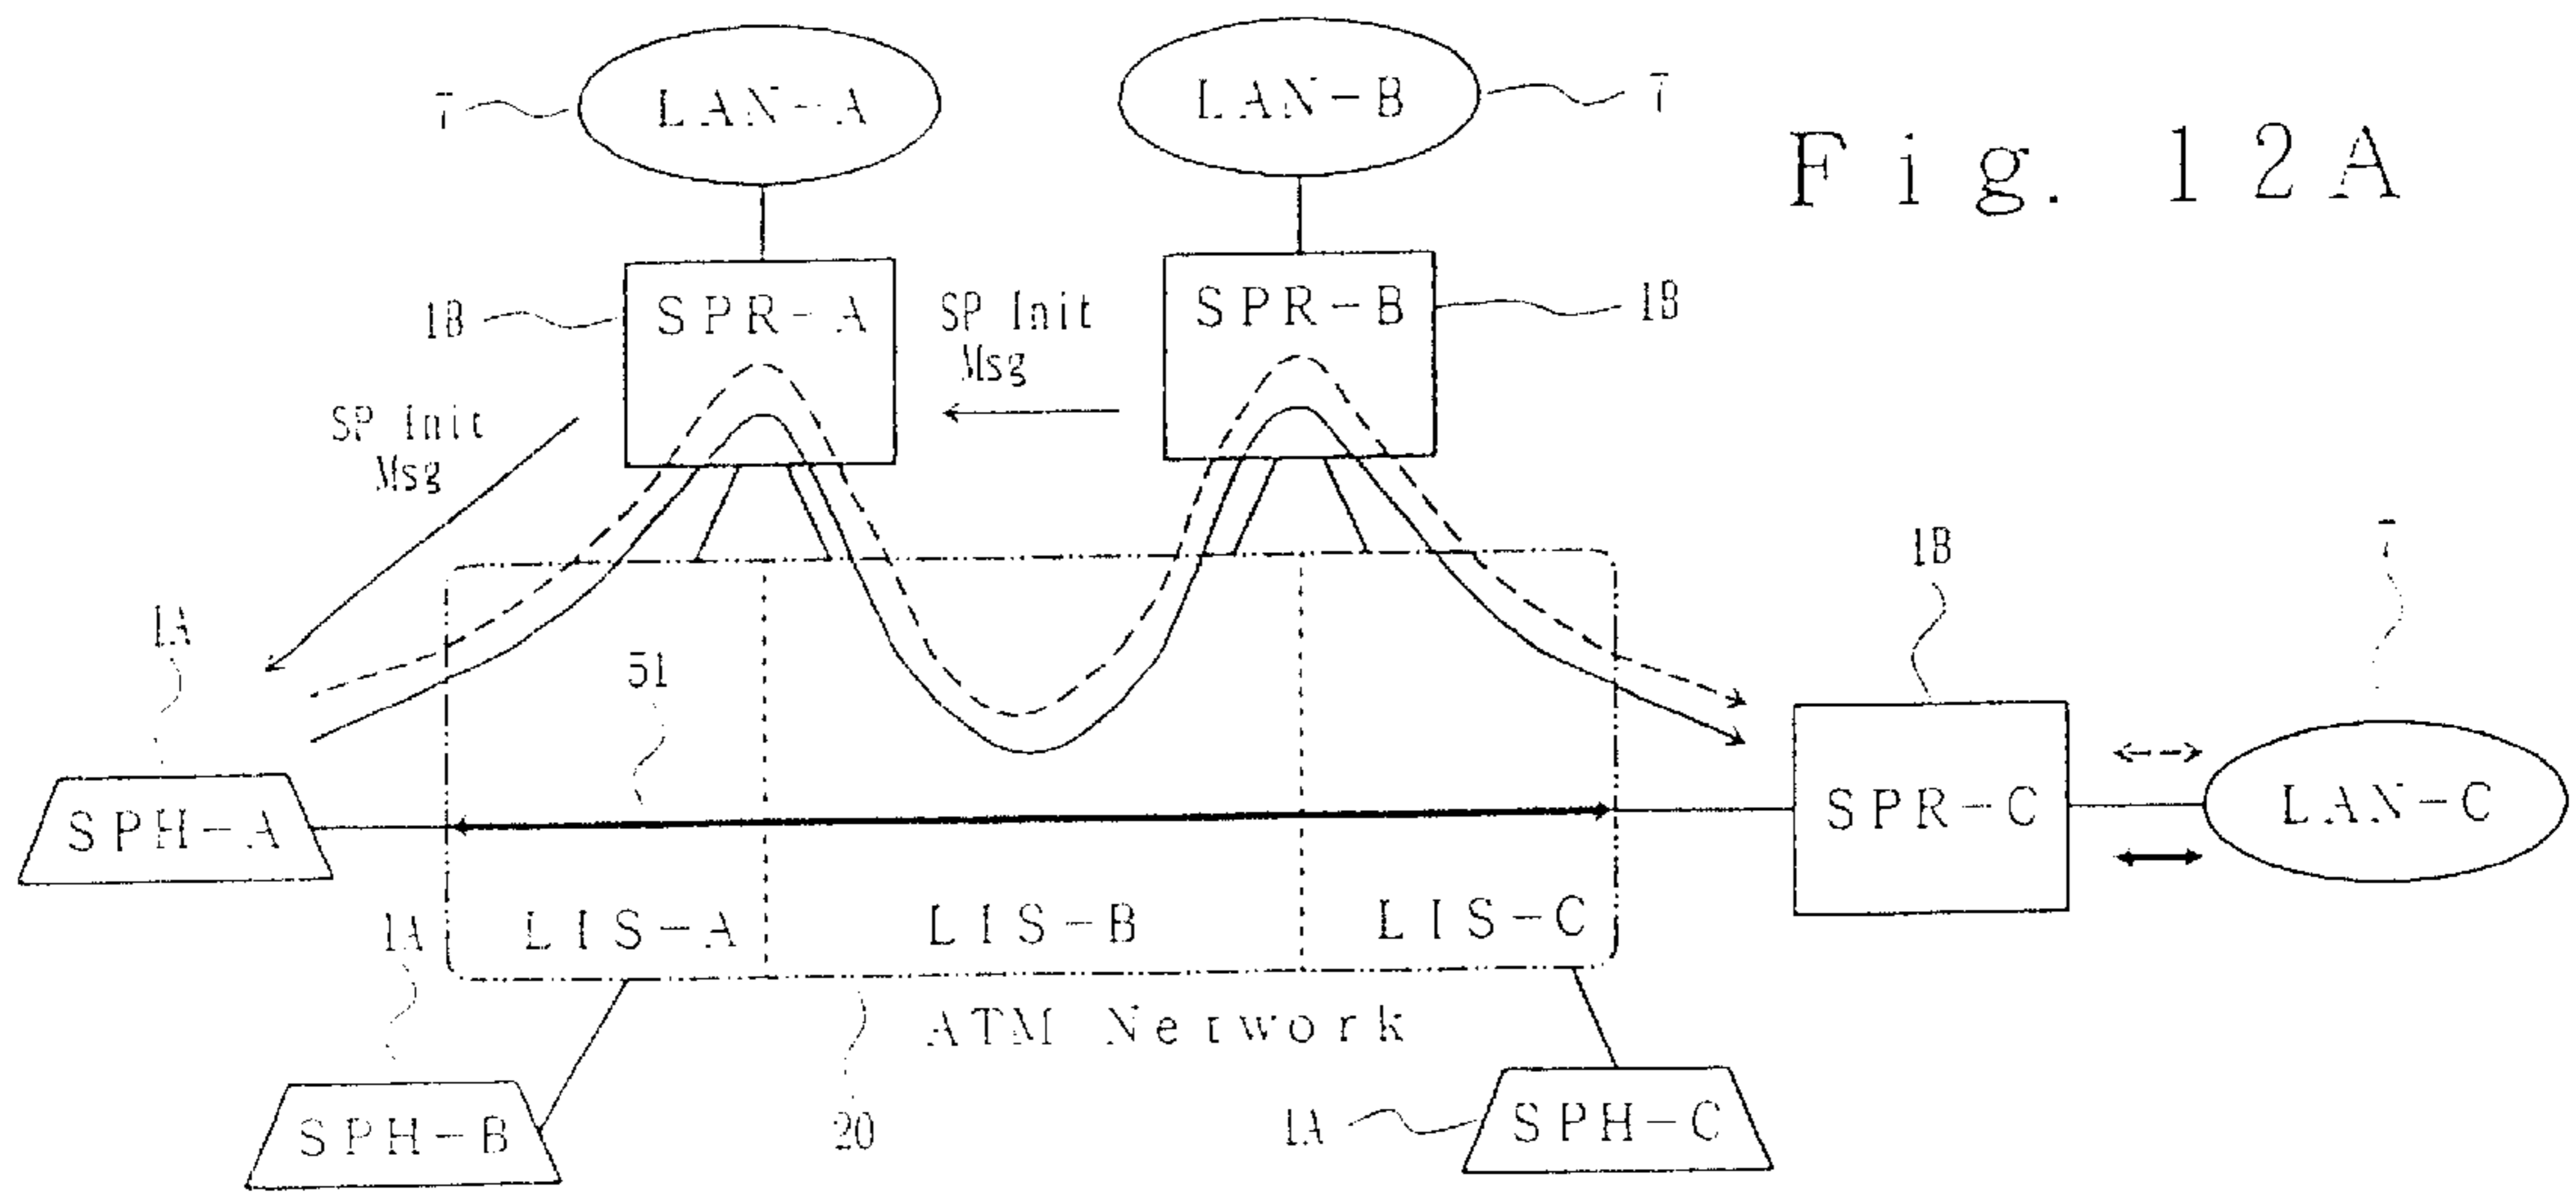 LAN-A
LAN-B
7
7
Fig. 12A
SPR-A
SPR-B
1B
1B
SP Init
Msg
SP Init
Msg
1B
7
1A
51
SPH-A
SPR-C
LAN-C
LIS-A
LIS-B
LIS-C
1A
ATM Network
SPH-B
20
1A
SPH-C